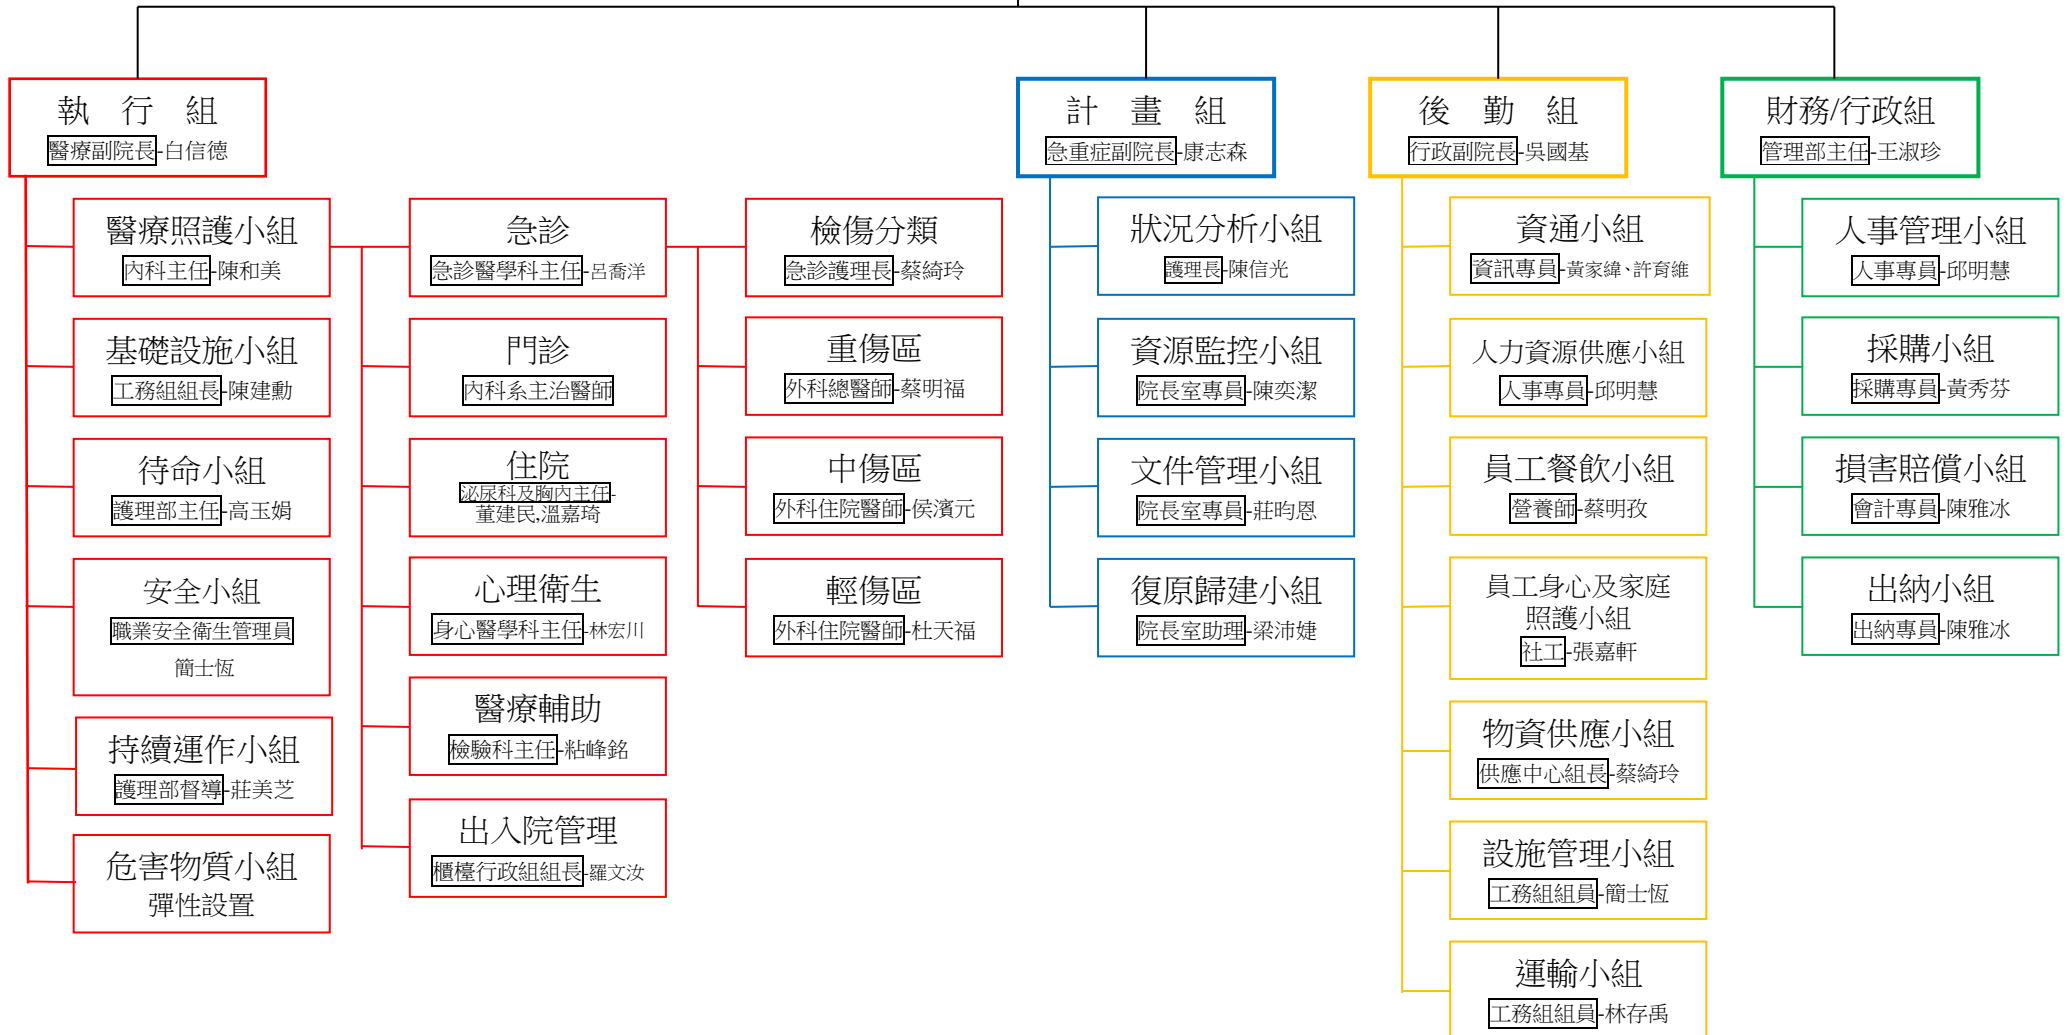 執 行 組
醫療副院長-白信德
醫療照護小組
內科主任-陳和美
基礎設施小組
工務組組長-陳建勳
待命小組
護理部主任-高玉娟
安全小組
職業安全衛生管理員
簡士恆
持續運作小組
護理部督導-莊美芝
危害物質小組
彈性設置
急診
急診醫學科主任-呂喬洋
門診
內科系主治醫師
住院
泌尿科及胸內主任-
董建民,溫嘉琦
心理衛生
身心醫學科主任-林宏川
醫療輔助
檢驗科主任-粘峰銘
出入院管理
櫃檯行政組組長-羅文汝
檢傷分類
急診護理長-蔡綺玲
重傷區
外科總醫師-蔡明福
中傷區
外科住院醫師-侯濱元
輕傷區
外科住院醫師-杜天福
計 畫 組
急重症副院長-康志森
狀況分析小組
護理長-陳信光
資源監控小組
院長室專員-陳奕潔
文件管理小組
院長室專員-莊昀恩
復原歸建小組
院長室助理-梁沛婕
後 勤 組
行政副院長-吳國基
資通小組
資訊專員-黃家緯、許育維
人力資源供應小組
人事專員-邱明慧
員工餐飲小組
營養師-蔡明孜
員工身心及家庭
照護小組
社工-張嘉軒
物資供應小組
供應中心組長-蔡綺玲
設施管理小組
工務組組員-簡士恆
運輸小組
工務組組員-林存禹
財務/行政組
管理部主任-王淑珍
人事管理小組
人事專員-邱明慧
採購小組
採購專員-黃秀芬
損害賠償小組
會計專員-陳雅冰
出納小組
出納專員-陳雅冰